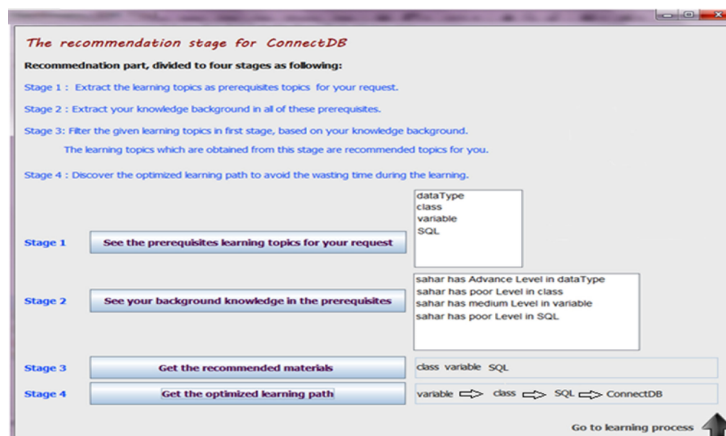 The recommendation stage for ConnectDB
Recommednation part, divided to four stages as following:
Stage 1 : Extract the learning topics as prerequisites topics for your request.
Stage 2 : Extract your knowledge background in all of these prerequisites.
Stage 3: Filter the given learning topics in first stage, based on your knowledge background.
The learning topics which are obtained from this stage are recommended topics for you.
Stage 4 : Discover the optimized learning path to avoid the wasting time during the learning.
dataType
class
variable
SQL
Stage 1 See the prerequisites learning topics for your request
sahar has Advance Level in dataType
sahar has poor Level in class
sahar has medium Level in variable
sahar has poor Level in SQL
Stage 2 See your background knowledge in the prerequisites
Stage 3 Get the recommended materials class variable SQL
Stage 4 Get the optimized learning path variable ⇨ class ⇨ SQL ⇨ ConnectDB
Go to learning process